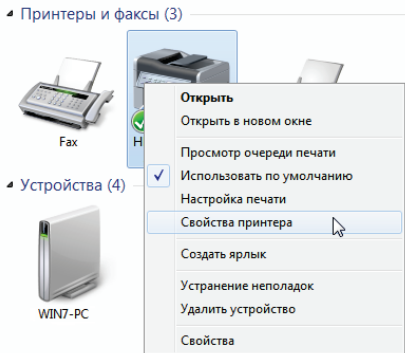 Принтеры и факсы (3)
Fax
H
Открыть
Открыть в новом окне
Просмотр очереди печати
Использовать по умолчанию
Настройка печати
Свойства принтера
Создать ярлык
Устранение неполадок
Удалить устройство
Свойства
Устройства (4)
WIN7-PC